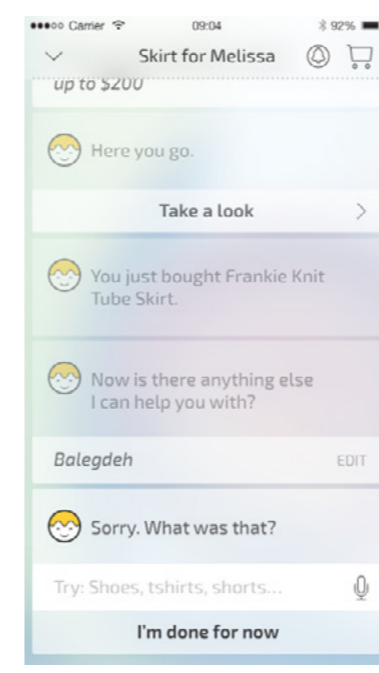 Carrier 09:04 92%
Skirt for Melissa
up to $200
Here you go.
Take a look
You just bought Frankie Knit
Tube Skirt.
Now is there anything else
I can help you with?
Balegdeh EDIT
Sorry. What was that?
Try: Shoes, tshirts, shorts...
I'm done for now